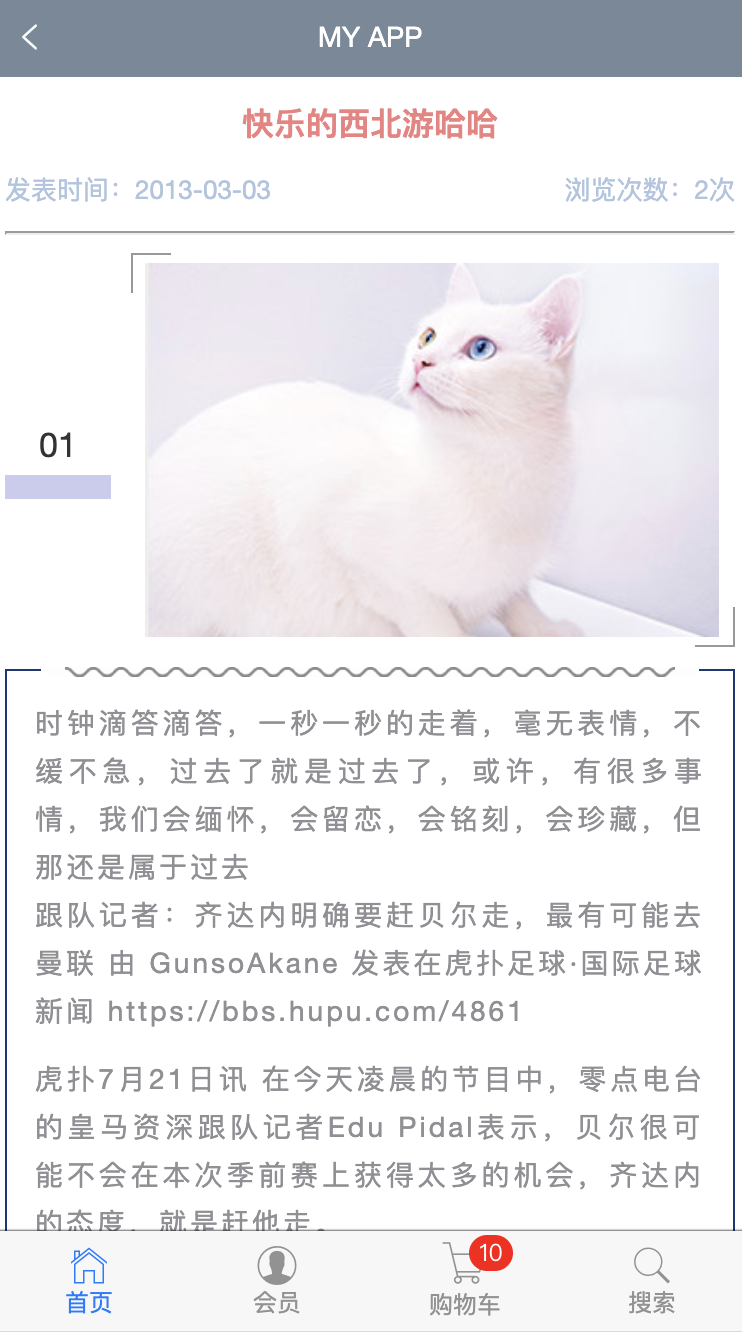 MY APP
快乐的西北游哈哈
发表时间：2013-03-03 浏览次数：2次
01
时钟滴答滴答，一秒一秒的走着，毫无表情，不
缓不急，过去了就是过去了，或许，有很多事
情，我们会缅怀，会留恋，会铭刻，会珍藏，但
那还是属于过去
跟队记者：齐达内明确要赶贝尔走，最有可能去
曼联 由 GunsoAkane 发表在虎扑足球·国际足球
新闻 https://bbs.hupu.com/4861
虎扑7月21日讯 在今天凌晨的节目中，零点电台
的皇马资深跟队记者Edu Pidal表示，贝尔很可
能不会在本次季前赛上获得太多的机会，齐达内
的态度，就是赶他走。
10
首页 会员 购物车 搜索